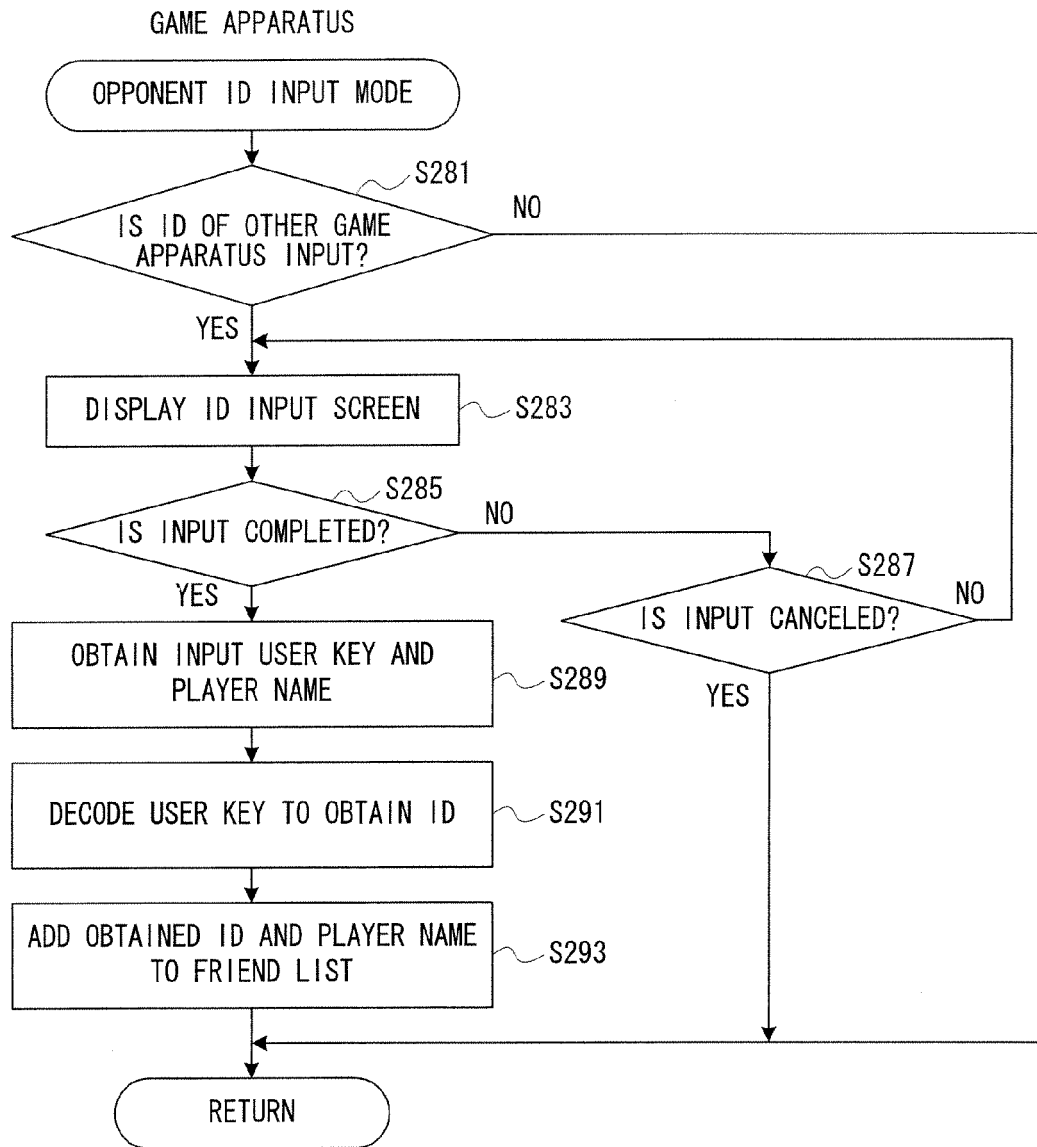 GAME APPARATUS
OPPONENT ID INPUT MODE
S281
IS ID OF OTHER GAME
APPARATUS INPUT?
NO
YES
DISPLAY ID INPUT SCREEN
S283
S285
IS INPUT COMPLETED?
NO
YES
S287
IS INPUT CANCELED?
NO
YES
OBTAIN INPUT USER KEY AND
PLAYER NAME
S289
DECODE USER KEY TO OBTAIN ID
S291
ADD OBTAINED ID AND PLAYER NAME
TO FRIEND LIST
S293
RETURN